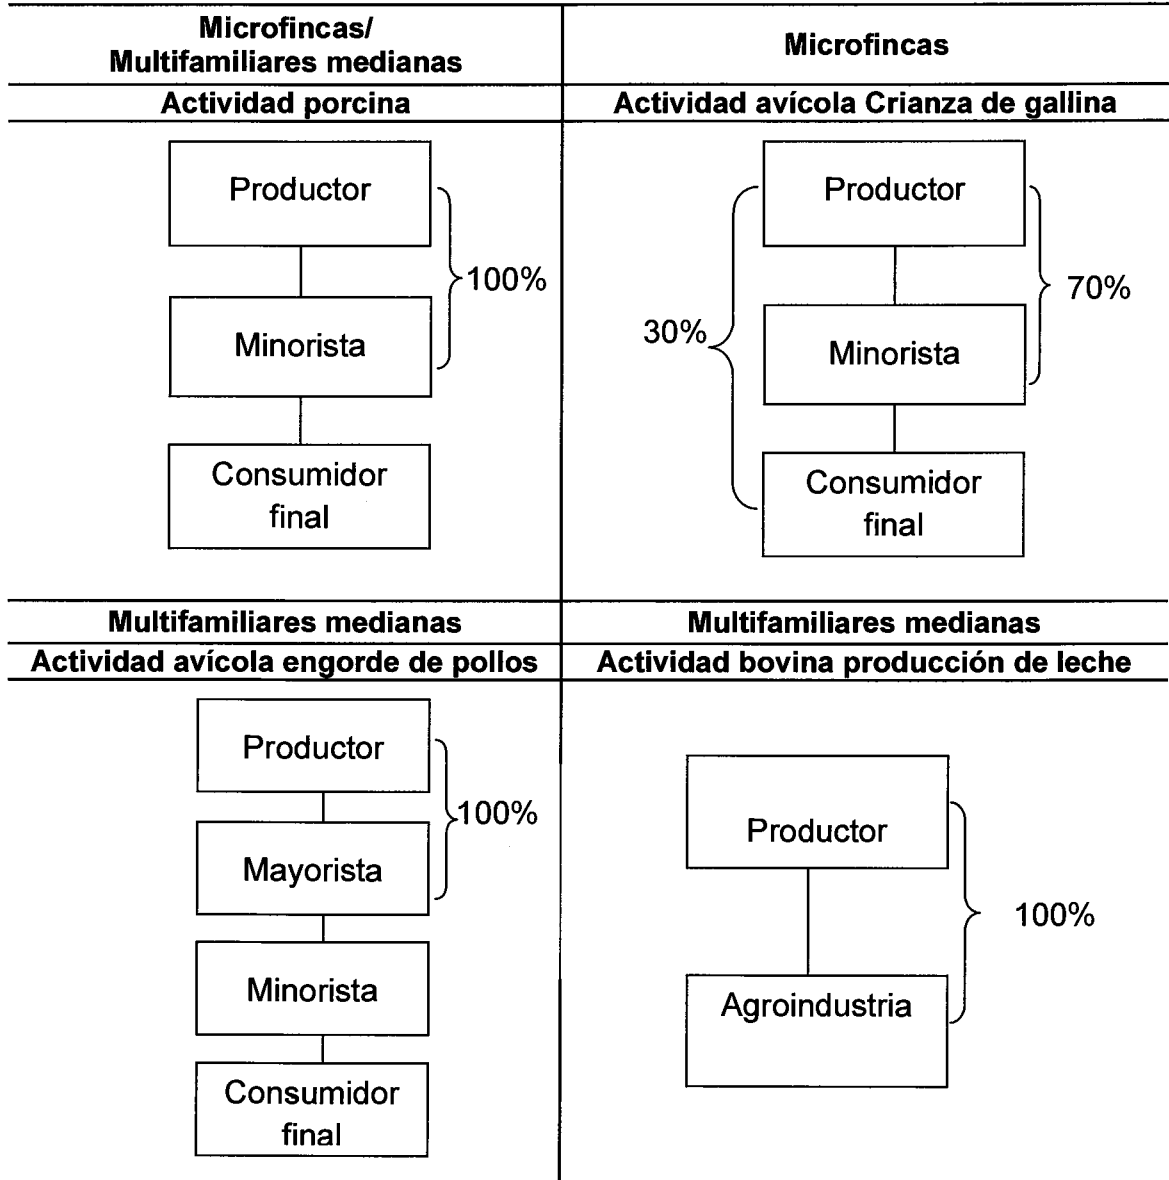 Microfincas/
Multifamiliares medianas
Microfincas
Actividad porcina
Actividad avícola Crianza de gallina
Productor
100%
Minorista
Consumidor
final
Productor
70%
30%
Minorista
Consumidor
final
Multifamiliares medianas
Multifamiliares medianas
Actividad avícola engorde de pollos
Actividad bovina producción de leche
Productor
100%
Mayorista
Minorista
Consumidor
final
Productor
100%
Agroindustria